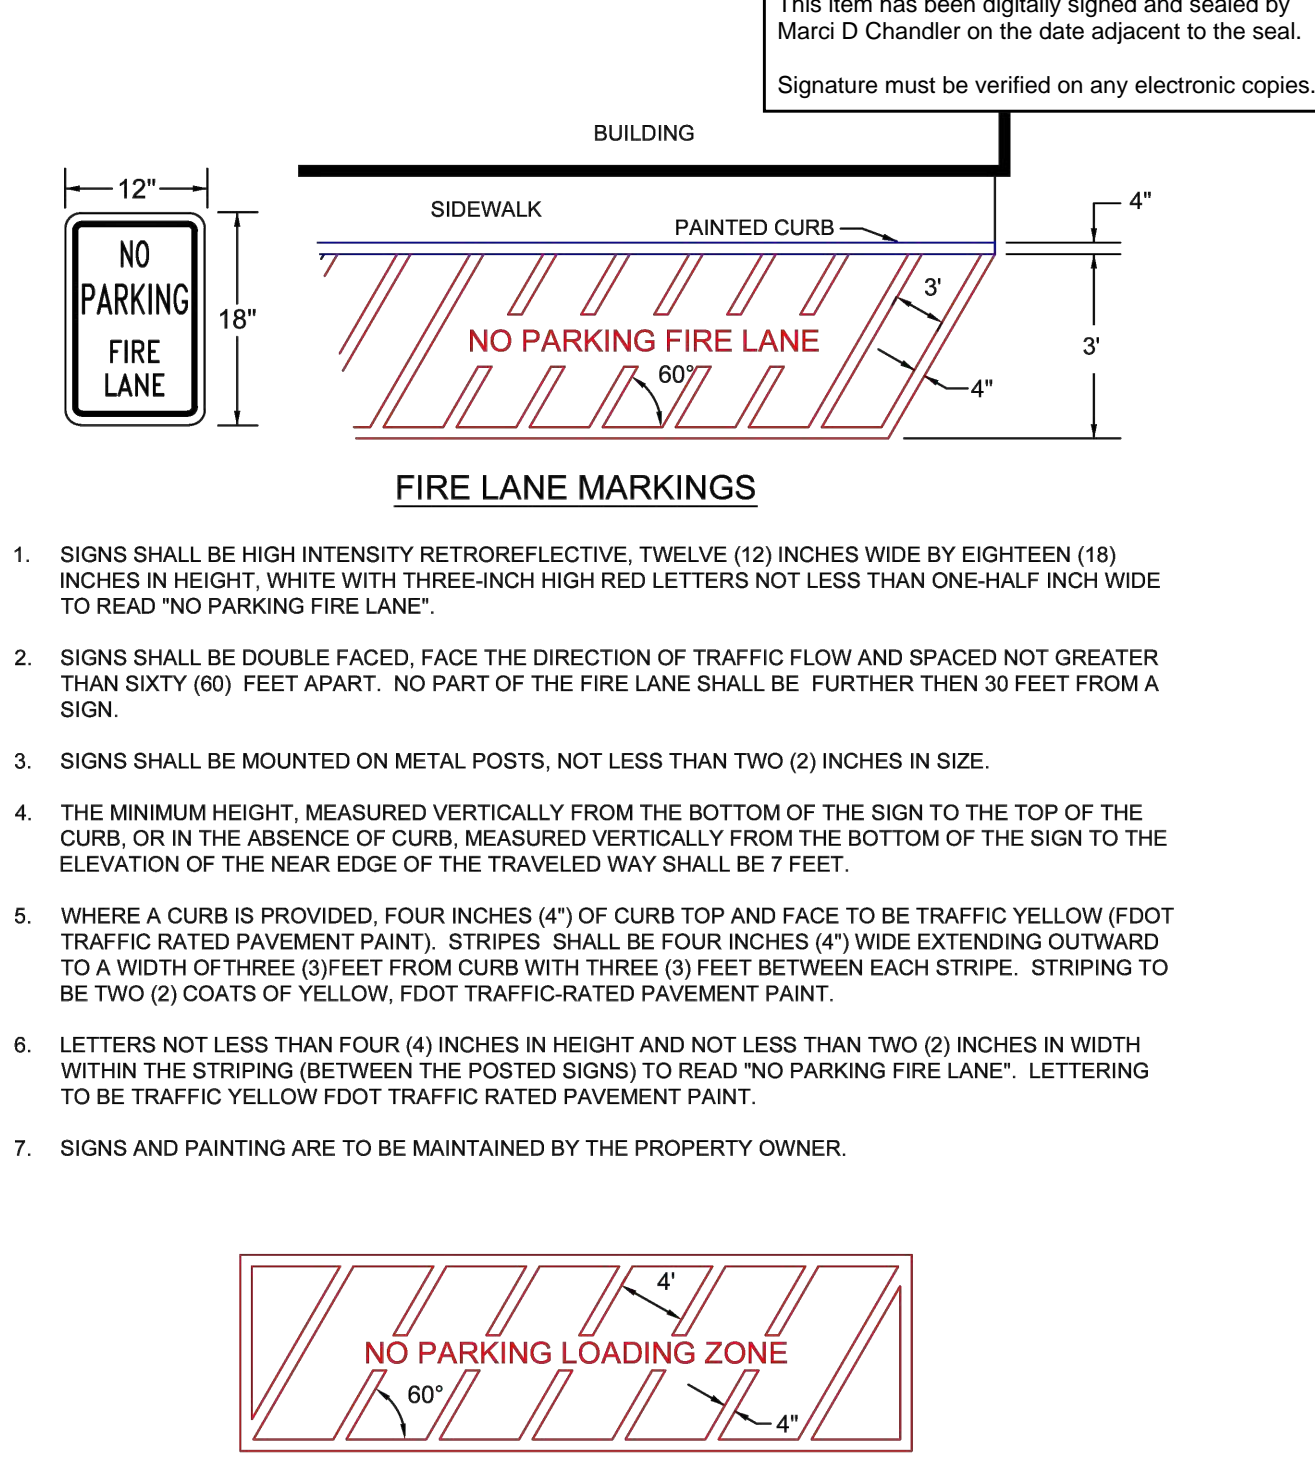 This item has been digitally signed and sealed by
Marci D Chandler on the date adjacent to the seal.
Signature must be verified on any electronic copies.
BUILDING
12"
SIDEWALK
PAINTED CURB
4"
NO
PARKING
FIRE
LANE
18"
3'
NO PARKING FIRE LANE
60°
4"
3'
FIRE LANE MARKINGS
1. SIGNS SHALL BE HIGH INTENSITY RETROREFLECTIVE, TWELVE (12) INCHES WIDE BY EIGHTEEN (18)
INCHES IN HEIGHT, WHITE WITH THREE-INCH HIGH RED LETTERS NOT LESS THAN ONE-HALF INCH WIDE
TO READ "NO PARKING FIRE LANE".
2. SIGNS SHALL BE DOUBLE FACED, FACE THE DIRECTION OF TRAFFIC FLOW AND SPACED NOT GREATER
THAN SIXTY (60) FEET APART. NO PART OF THE FIRE LANE SHALL BE FURTHER THEN 30 FEET FROM A
SIGN.
3. SIGNS SHALL BE MOUNTED ON METAL POSTS, NOT LESS THAN TWO (2) INCHES IN SIZE.
4. THE MINIMUM HEIGHT, MEASURED VERTICALLY FROM THE BOTTOM OF THE SIGN TO THE TOP OF THE
CURB, OR IN THE ABSENCE OF CURB, MEASURED VERTICALLY FROM THE BOTTOM OF THE SIGN TO THE
ELEVATION OF THE NEAR EDGE OF THE TRAVELED WAY SHALL BE 7 FEET.
5. WHERE A CURB IS PROVIDED, FOUR INCHES (4") OF CURB TOP AND FACE TO BE TRAFFIC YELLOW (FDOT
TRAFFIC RATED PAVEMENT PAINT). STRIPES SHALL BE FOUR INCHES (4") WIDE EXTENDING OUTWARD
TO A WIDTH OFTHREE (3)FEET FROM CURB WITH THREE (3) FEET BETWEEN EACH STRIPE. STRIPING TO
BE TWO (2) COATS OF YELLOW, FDOT TRAFFIC-RATED PAVEMENT PAINT.
6. LETTERS NOT LESS THAN FOUR (4) INCHES IN HEIGHT AND NOT LESS THAN TWO (2) INCHES IN WIDTH
WITHIN THE STRIPING (BETWEEN THE POSTED SIGNS) TO READ "NO PARKING FIRE LANE". LETTERING
TO BE TRAFFIC YELLOW FDOT TRAFFIC RATED PAVEMENT PAINT.
7. SIGNS AND PAINTING ARE TO BE MAINTAINED BY THE PROPERTY OWNER.
4'
NO PARKING LOADING ZONE
60°
4"